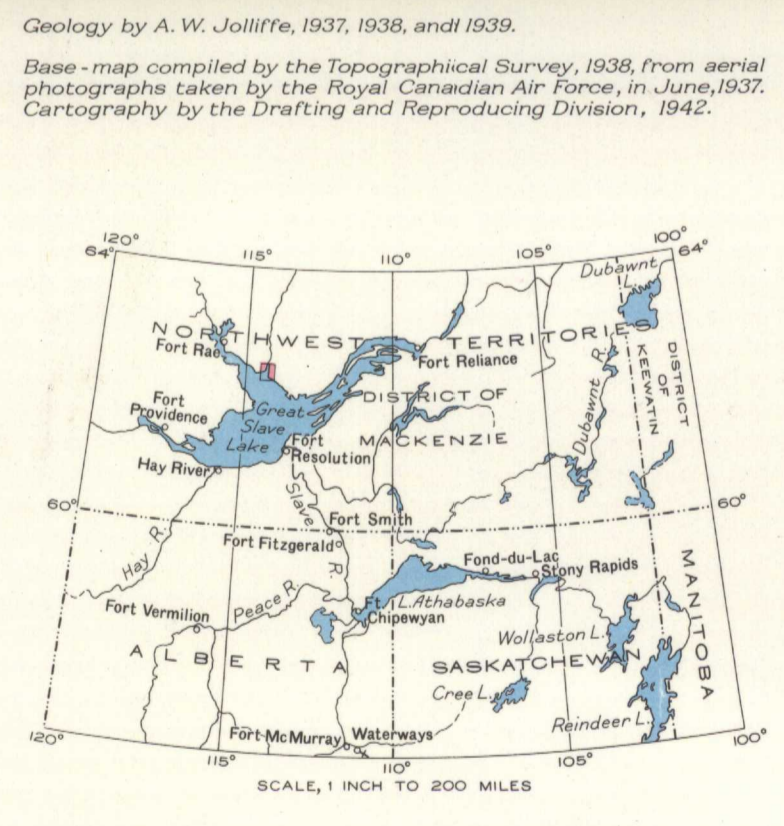 Geology by A. W. Jolliffe, 1937, 1938, and 1939.
Base-map compiled by the Topographical Survey, 1938, from aerial
photographs taken by the Royal Canadian Air Force, in June, 1937.
Cartography by the Drafting and Reproducing Division, 1942.
120°
64°
115°
110°
105°
100°
64°
Dubawnt
L.
NORTHWEST TERRITORIES
Fort Rae
Fort Reliance
DISTRICT
OF
KEEWATIN
DISTRICT OF
MACKENZIE
Fort
Providence
Great
Slave
Lake
Fort
Resolution
Dubawnt R.
Hay River
60°
Slave R.
Fort Smith
60°
Hay R.
Fort Fitzgerald
Fond-du-Lac
Stony Rapids
Fort Vermilion
Peace R.
Ft.
Chipewyan
L. Athabaska
MANITOBA
Wollaston L.
ALBERTA
SASKATCHEWAN
Cree L.
Reindeer L.
Fort McMurray
Waterways
120°
115°
110°
105°
100°
SCALE, 1 INCH TO 200 MILES